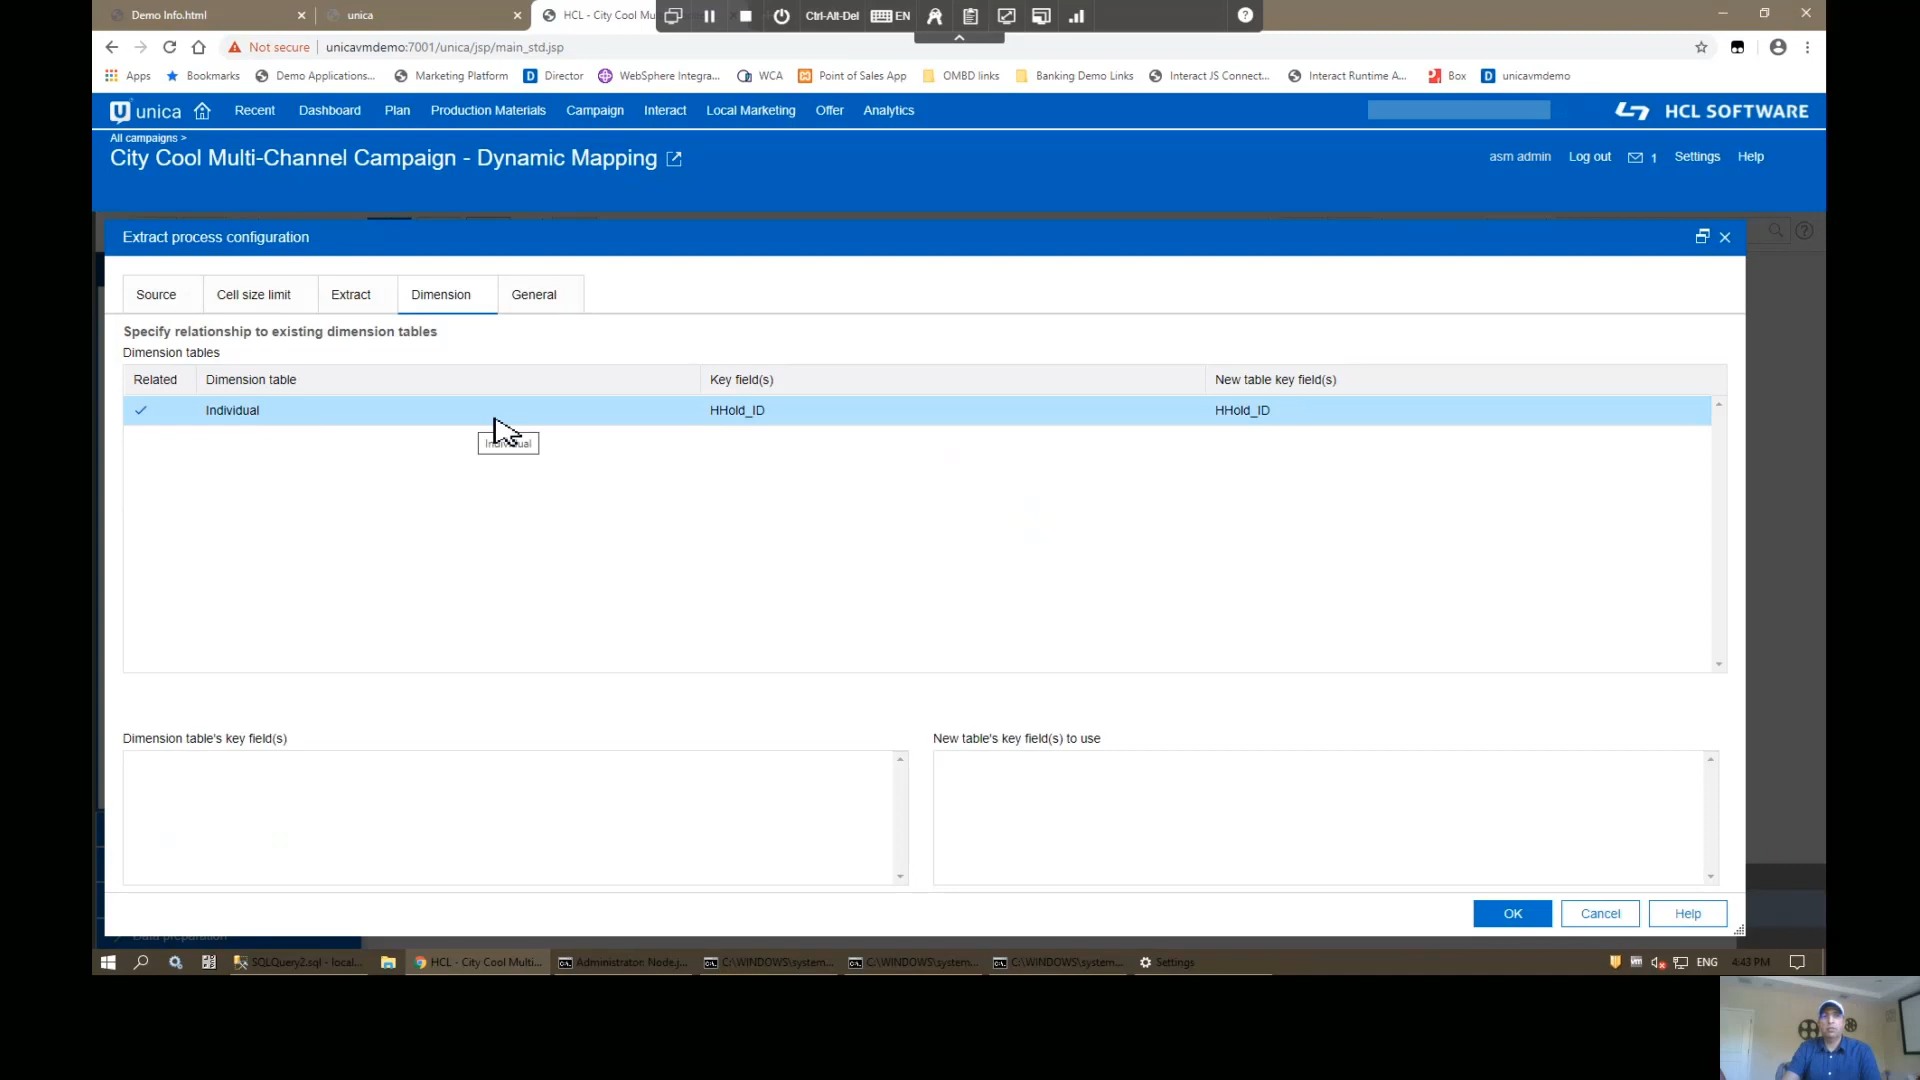 Demo Info.html
unica
HCL - City Cool Mu
Ctrl-Alt-Del
EN
Not secure
unicavmdemo:7001/unica/jsp/main_std.jsp
Apps
Bookmarks
Demo Applications...
Marketing Platform
Director
WebSphere Integra...
WCA
Point of Sales App
OMBD links
Banking Demo Links
Interact JS Connect...
Interact Runtime A...
Box
unicavmdemo
unica
Recent
Dashboard
Plan
Production Materials
Campaign
Interact
Local Marketing
Offer
Analytics
HCL SOFTWARE
All campaigns >
City Cool Multi-Channel Campaign - Dynamic Mapping
asm admin
Log out
1
Settings
Help
Extract process configuration
Source
Cell size limit
Extract
Dimension
General
Specify relationship to existing dimension tables
Dimension tables
Related
Dimension table
Key field(s)
New table key field(s)
Individual
HHold_ID
HHold_ID
Individual
Dimension table's key field(s)
New table's key field(s) to use
OK
Cancel
Help
Data preparation
SQLQuery2.sql - local...
HCL - City Cool Multi...
Administrator: Node.j...
C:\WINDOWS\system...
C:\WINDOWS\system...
C:\WINDOWS\system...
Settings
ENG
4:43 PM